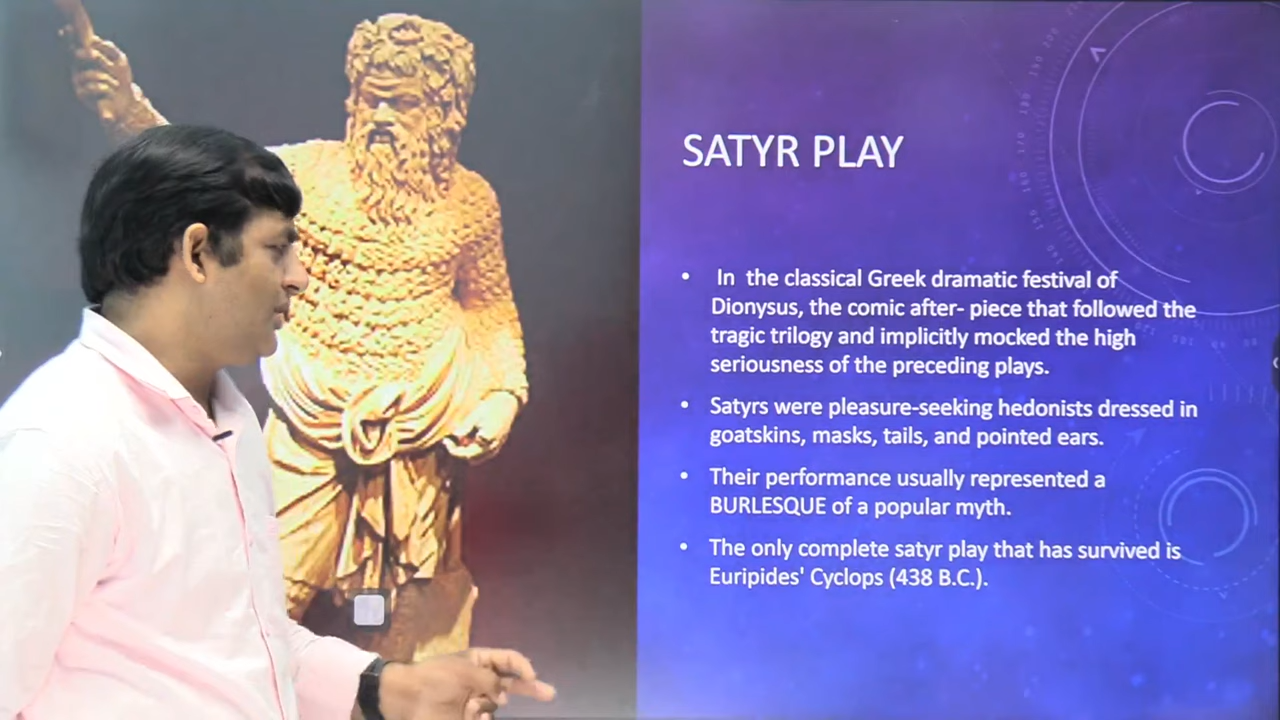 SATYR PLAY
• In the classical Greek dramatic festival of
Dionysus, the comic after- piece that followed the
tragic trilogy and implicitly mocked the high
seriousness of the preceding plays.
• Satyrs were pleasure-seeking hedonists dressed in
goatskins, masks, tails, and pointed ears.
• Their performance usually represented a
BURLESQUE of a popular myth.
• The only complete satyr play that has survived is
Euripides' Cyclops (438 B.C.).